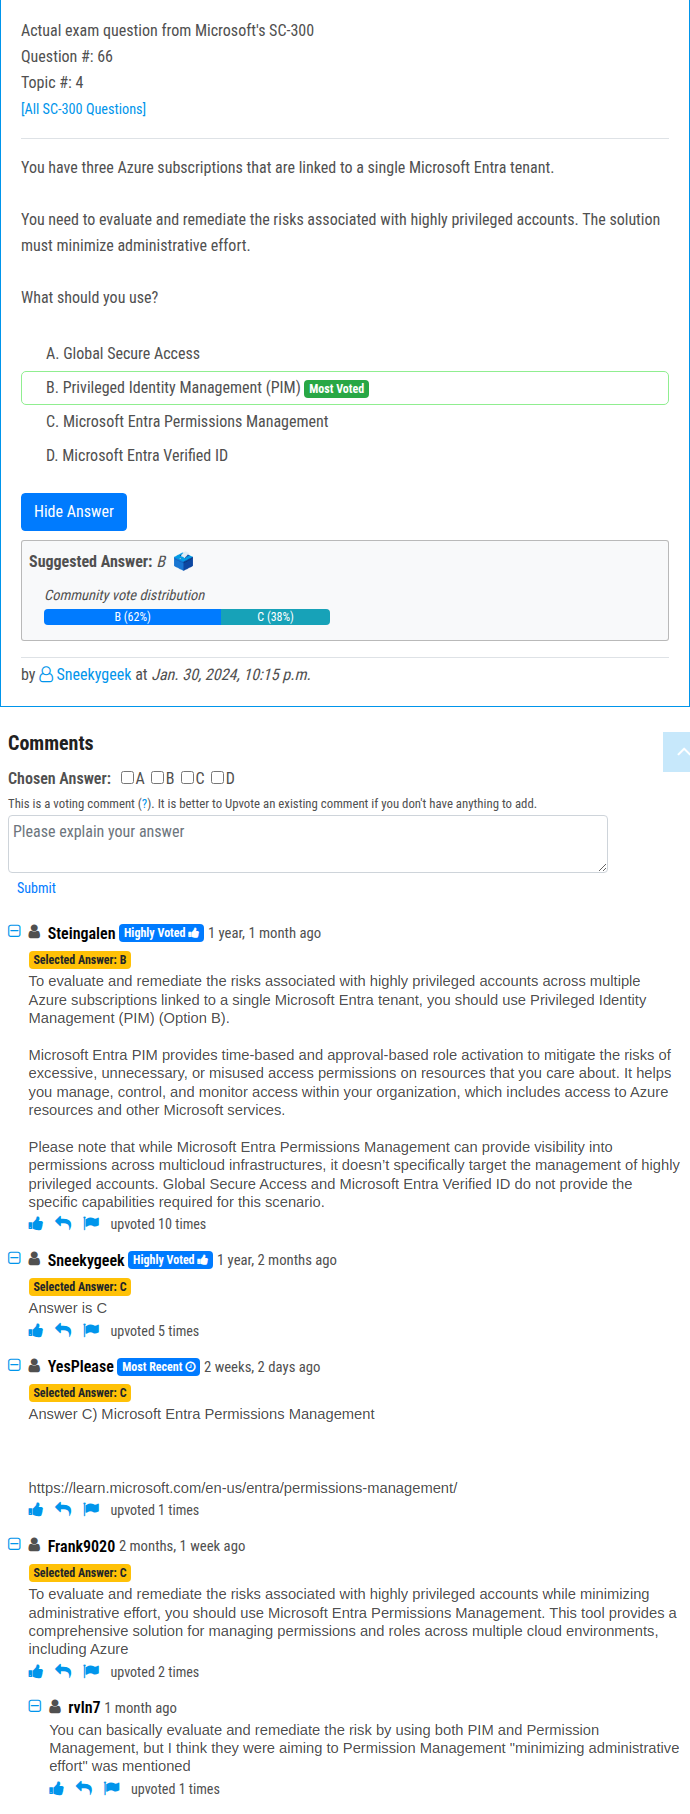 Actual exam question from Microsoft's SC-300
Question #: 66
Topic #: 4
[All SC-300 Questions]
You have three Azure subscriptions that are linked to a single Microsoft Entra tenant.
You need to evaluate and remediate the risks associated with highly privileged accounts. The solution
must minimize administrative effort.
What should you use?
A. Global Secure Access
B. Privileged Identity Management (PIM) Most Voted
C. Microsoft Entra Permissions Management
D. Microsoft Entra Verified ID
Hide Answer
Suggested Answer: B
Community vote distribution
B (62%) C (38%)
by Sneekygeek at Jan. 30, 2024, 10:15 p.m.
Comments
Chosen Answer: A B C D
This is a voting comment (?). It is better to Upvote an existing comment if you don't have anything to add.
Please explain your answer
Submit
Steingalen Highly Voted 1 year, 1 month ago
Selected Answer: B
To evaluate and remediate the risks associated with highly privileged accounts across multiple
Azure subscriptions linked to a single Microsoft Entra tenant, you should use Privileged Identity
Management (PIM) (Option B).
Microsoft Entra PIM provides time-based and approval-based role activation to mitigate the risks of
excessive, unnecessary, or misused access permissions on resources that you care about. It helps
you manage, control, and monitor access within your organization, which includes access to Azure
resources and other Microsoft services.
Please note that while Microsoft Entra Permissions Management can provide visibility into
permissions across multicloud infrastructures, it doesn’t specifically target the management of highly
privileged accounts. Global Secure Access and Microsoft Entra Verified ID do not provide the
specific capabilities required for this scenario.
upvoted 10 times
Sneekygeek Highly Voted 1 year, 2 months ago
Selected Answer: C
Answer is C
upvoted 5 times
YesPlease Most Recent 2 weeks, 2 days ago
Selected Answer: C
Answer C) Microsoft Entra Permissions Management
https://learn.microsoft.com/en-us/entra/permissions-management/
upvoted 1 times
Frank9020 2 months, 1 week ago
Selected Answer: C
To evaluate and remediate the risks associated with highly privileged accounts while minimizing
administrative effort, you should use Microsoft Entra Permissions Management. This tool provides a
comprehensive solution for managing permissions and roles across multiple cloud environments,
including Azure
upvoted 2 times
rvln7 1 month ago
You can basically evaluate and remediate the risk by using both PIM and Permission
Management, but I think they were aiming to Permission Management "minimizing administrative
effort" was mentioned
upvoted 1 times